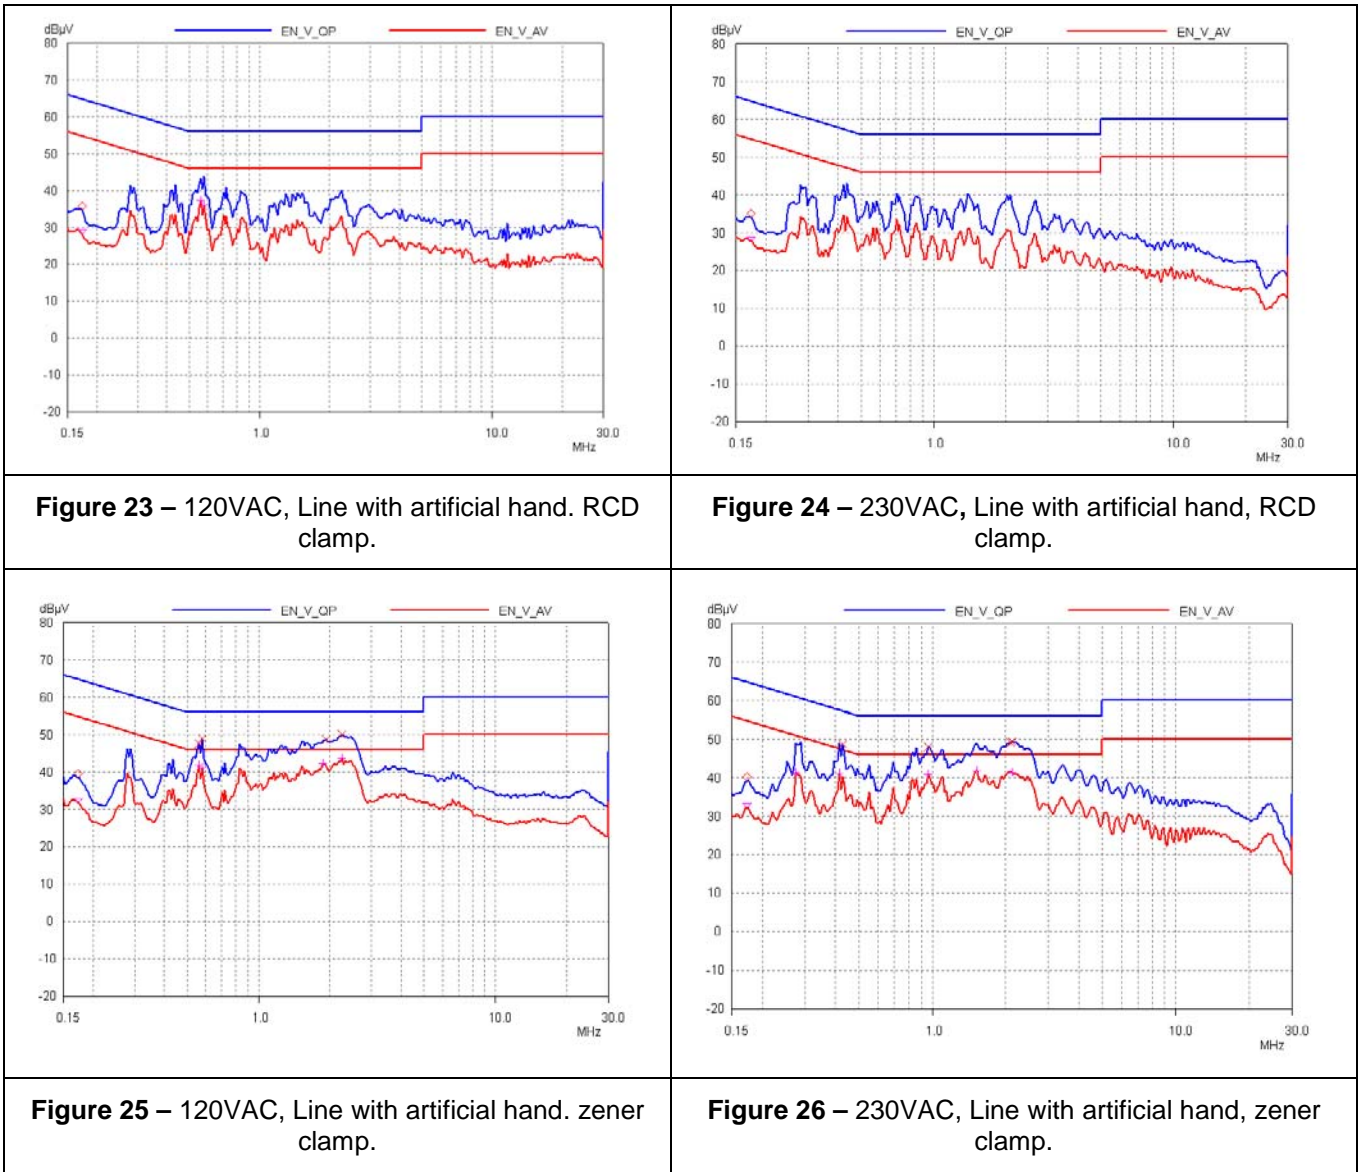 dBµV EN_V_QP EN_V_AV
80
70
60
50
40
30
20
10
0
-10
-20
0.15 1.0 10.0 30.0
MHz
dBµV EN_V_QP EN_V_AV
80
70
60
50
40
30
20
10
0
-10
-20
0.15 1.0 10.0 30.0
MHz
Figure 23 – 120VAC, Line with artificial hand. RCD
clamp.
Figure 24 – 230VAC, Line with artificial hand, RCD
clamp.
dBµV EN_V_QP EN_V_AV
80
70
60
50
40
30
20
10
0
-10
-20
0.15 1.0 10.0 30.0
MHz
dBµV EN_V_QP EN_V_AV
80
70
60
50
40
30
20
10
0
-10
-20
0.15 1.0 10.0 30.0
MHz
Figure 25 – 120VAC, Line with artificial hand. zener
clamp.
Figure 26 – 230VAC, Line with artificial hand, zener
clamp.